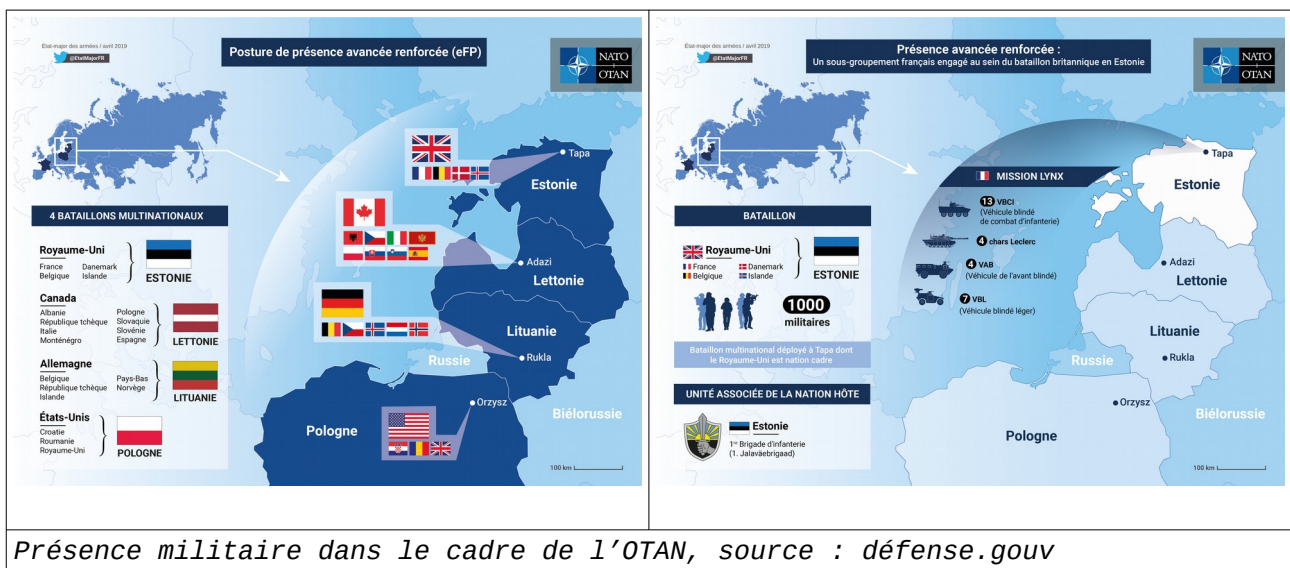 État-major des armées / avril 2019
@EtatMajorFR
Posture de présence avancée renforcée (eFP)
NATO
OTAN
4 BATAILLONS MULTINATIONAUX
Royaume-Uni
France Danemark
Belgique Islande
ESTONIE
Canada
Albanie Pologne
République tchèque Slovaquie
Italie Slovénie
Monténégro Espagne
LETTONIE
Allemagne
Belgique Pays-Bas
République tchèque Norvège
Islande
LITUANIE
États-Unis
Croatie
Roumanie
Royaume-Uni
POLOGNE
Tapa
Estonie
Adazi
Lettonie
Lituanie
Rukla
Russie
Orzysz
Pologne
Biélorussie
100 km
État-major des armées / avril 2019
@EtatMajorFR
Présence avancée renforcée :
Un sous-groupement français engagé au sein du bataillon britannique en Estonie
NATO
OTAN
BATAILLON
Royaume-Uni
France Danemark
Belgique Islande
ESTONIE
1000
militaires
Bataillon multinational déployé à Tapa dont
le Royaume-Uni est nation cadre
UNITÉ ASSOCIÉE DE LA NATION HÔTE
Estonie
1re Brigade d'infanterie
(1. Jalaväebrigaad)
MISSION LYNX
13 VBCI
(Véhicule blindé
de combat d'infanterie)
4 chars Leclerc
4 VAB
(Véhicule de l'avant blindé)
7 VBL
(Véhicule blindé léger)
Tapa
Estonie
Adazi
Lettonie
Lituanie
Rukla
Russie
Orzysz
Pologne
Biélorussie
100 km
Présence militaire dans le cadre de l’OTAN, source : défense.gouv